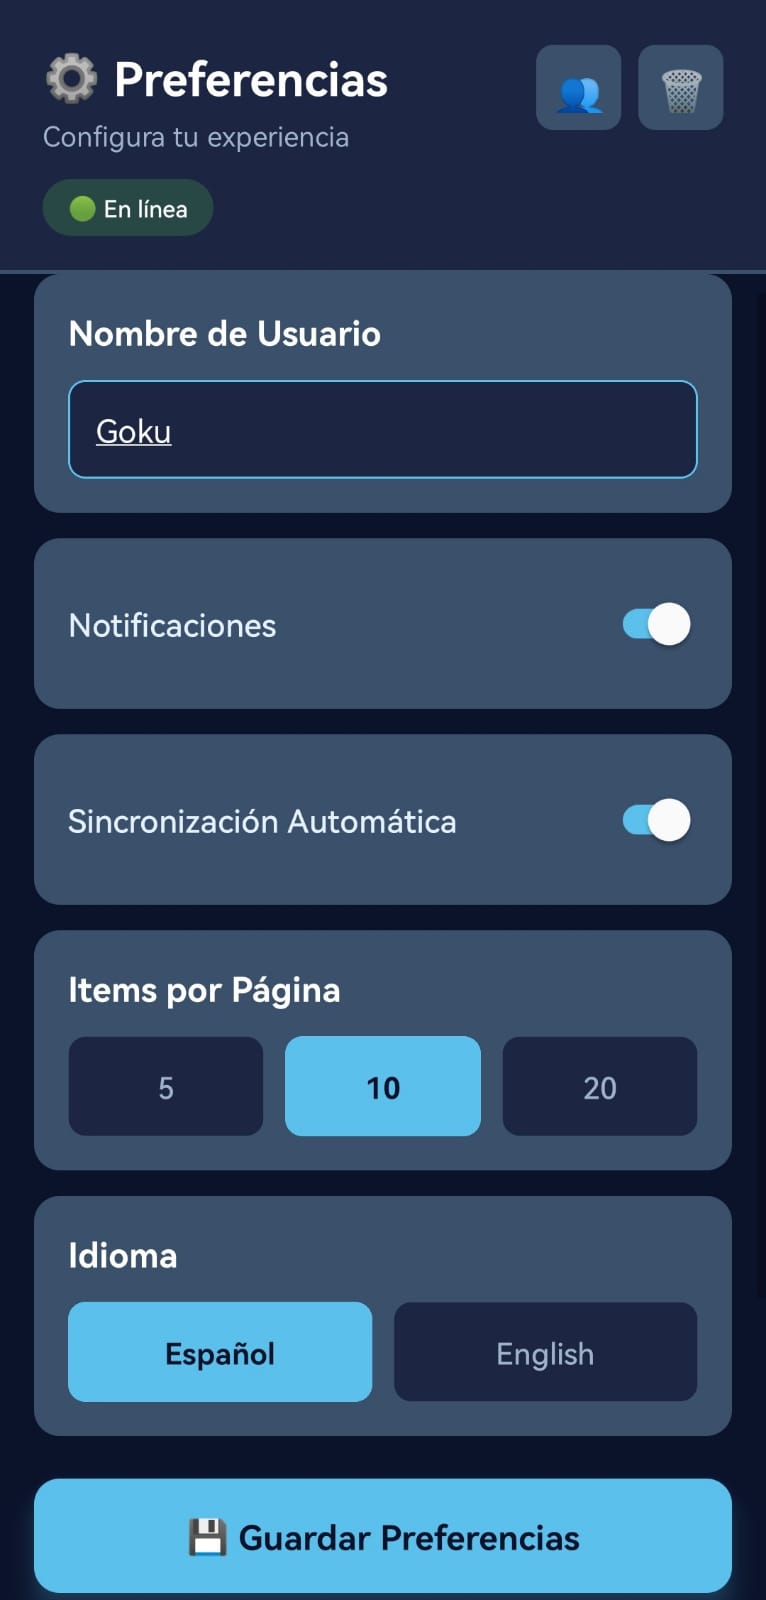 Preferencias
Configura tu experiencia
En línea
Nombre de Usuario
Goku
Notificaciones
Sincronización Automática
Items por Página
5
10
20
Idioma
Español
English
Guardar Preferencias